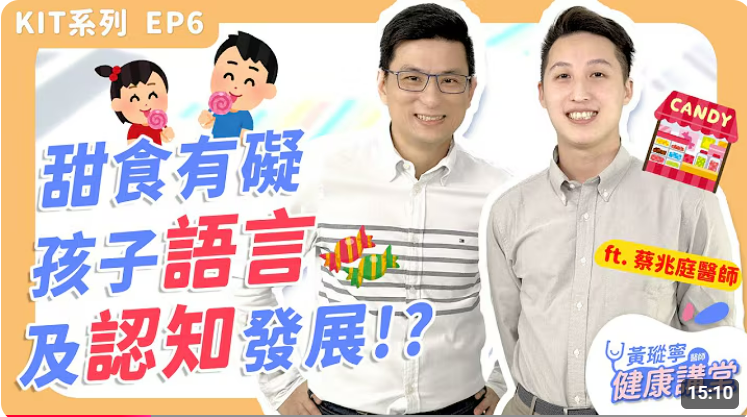 KIT系列 EP6
甜食有礙
孩子語言
及認知發展!?
CANDY
ft. 蔡兆庭醫師
黃瑽寧醫師
健康講堂
15:10